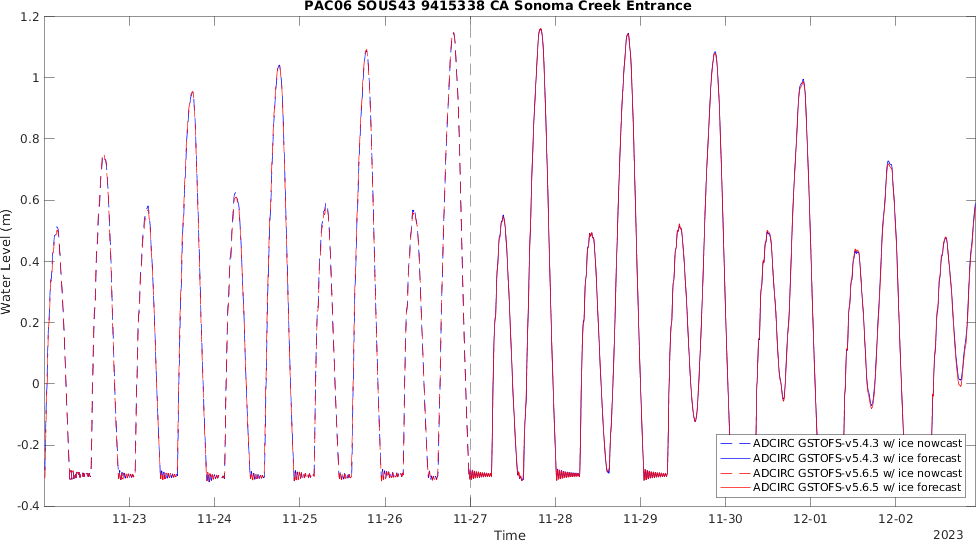 PAC06 SOUS43 9415338 CA Sonoma Creek Entrance
1.2
1
0.8
0.6
0.4
0.2
0
-0.2
-0.4
Water Level (m)
ADCIRC GSTOFS-v5.4.3 w/ ice nowcast
ADCIRC GSTOFS-v5.4.3 w/ ice forecast
ADCIRC GSTOFS-v5.6.5 w/ ice nowcast
ADCIRC GSTOFS-v5.6.5 w/ ice forecast
11-23 11-24 11-25 11-26 11-27 11-28 11-29 11-30 12-01 12-02
Time
2023